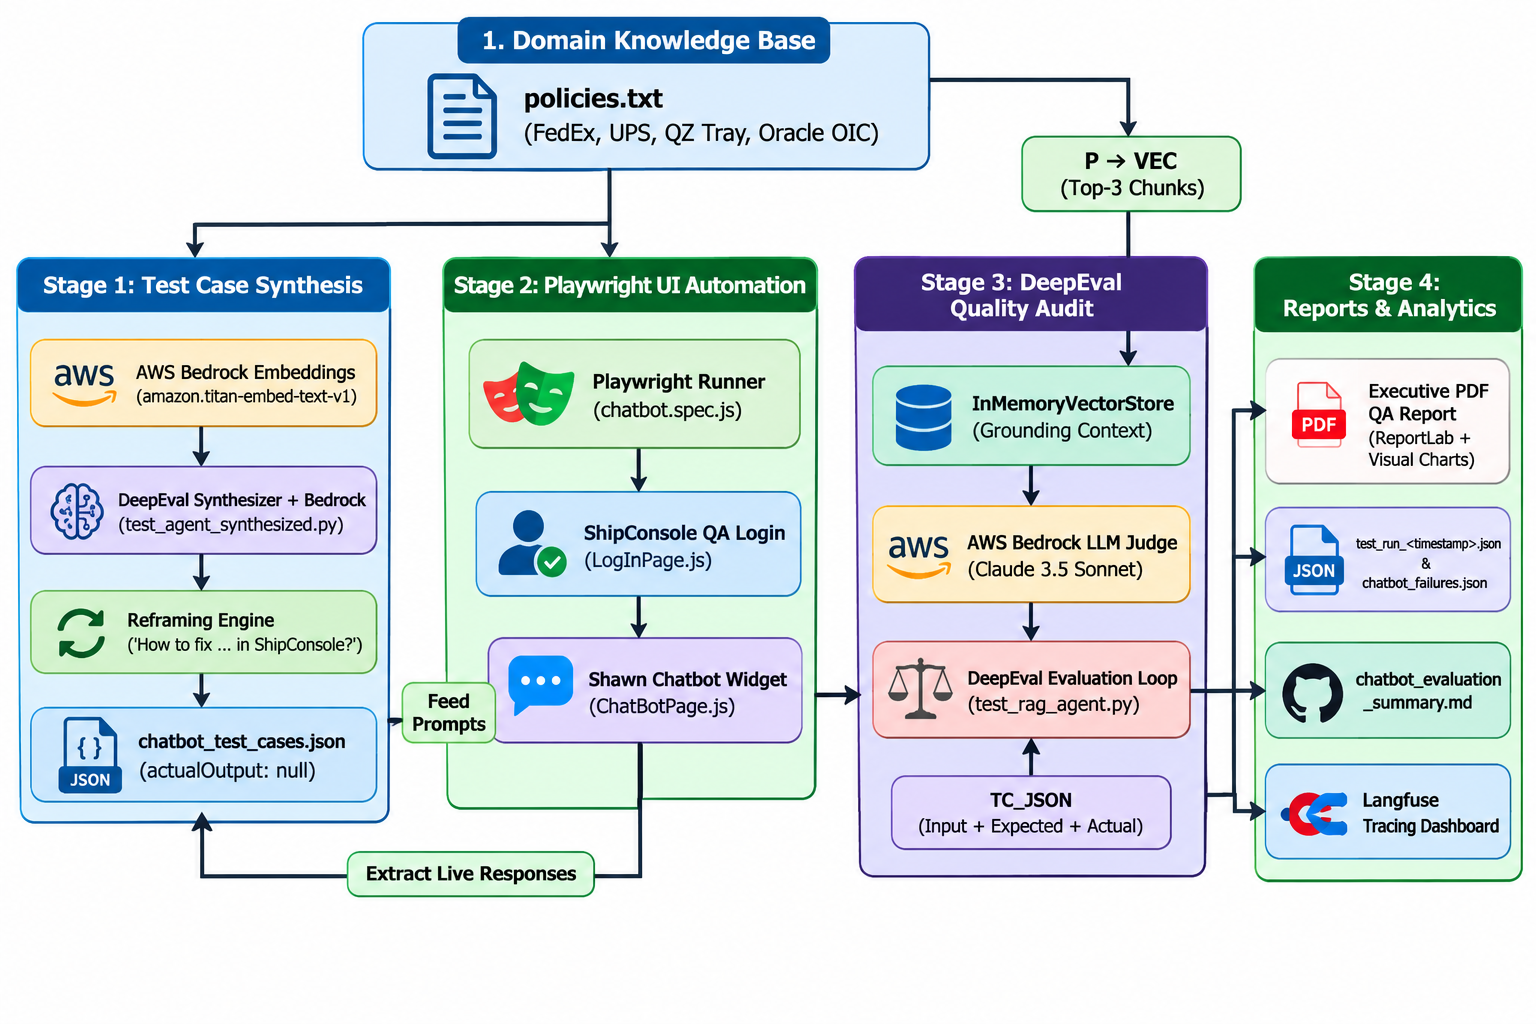 1. Domain Knowledge Base
policies.txt
(FedEx, UPS, QZ Tray, Oracle OIC)
P → VEC
(Top-3 Chunks)
Stage 1: Test Case Synthesis
aws
AWS Bedrock Embeddings
(amazon.titan-embed-text-v1)
DeepEval Synthesizer + Bedrock
(test_agent_synthesized.py)
Reframing Engine
('How to fix ... in ShipConsole?')
{ }
JSON
chatbot_test_cases.json
(actualOutput: null)
Feed
Prompts
Extract Live Responses
Stage 2: Playwright UI Automation
Playwright Runner
(chatbot.spec.js)
ShipConsole QA Login
(LogInPage.js)
Shawn Chatbot Widget
(ChatBotPage.js)
Stage 3: DeepEval
Quality Audit
InMemoryVectorStore
(Grounding Context)
aws
AWS Bedrock LLM Judge
(Claude 3.5 Sonnet)
DeepEval Evaluation Loop
(test_rag_agent.py)
TC_JSON
(Input + Expected + Actual)
Stage 4:
Reports & Analytics
PDF
Executive PDF
QA Report
(ReportLab +
Visual Charts)
JSON
test_run_<timestamp>.json
&
chatbot_failures.json
chatbot_evaluation
_summary.md
Langfuse
Tracing Dashboard